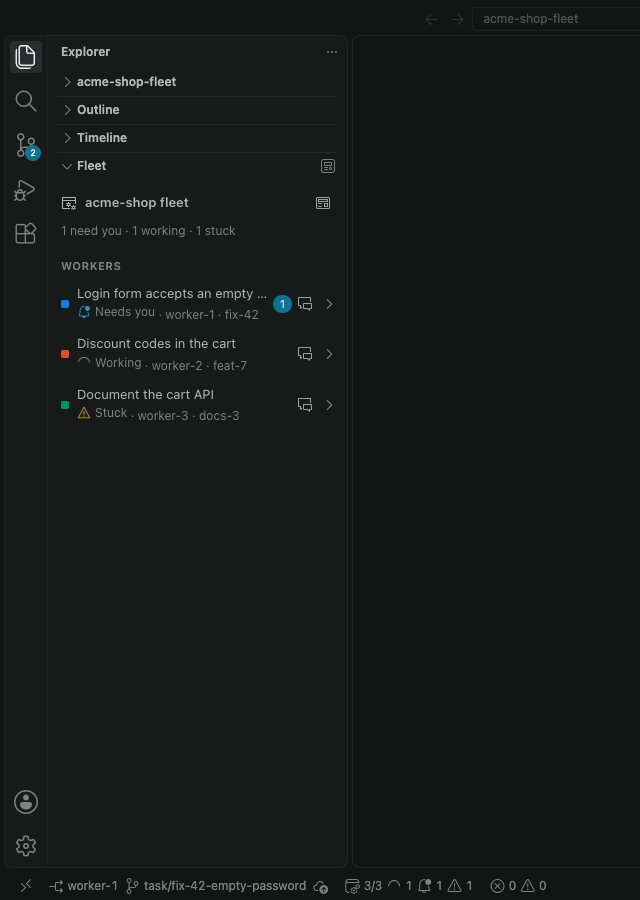 acme-shop-fleet
Explorer
acme-shop-fleet
Outline
Timeline
2
Fleet
acme-shop fleet
1 need you · 1 working · 1 stuck
WORKERS
Login form accepts an empty ...
1
Needs you . worker-1 · fix-42
Discount codes in the cart
Working . worker-2 · feat-7
Document the cart API
Stuck . worker-3 · docs-3
worker-1 task/fix-42-empty-password 3/3 1 1 1 0 0